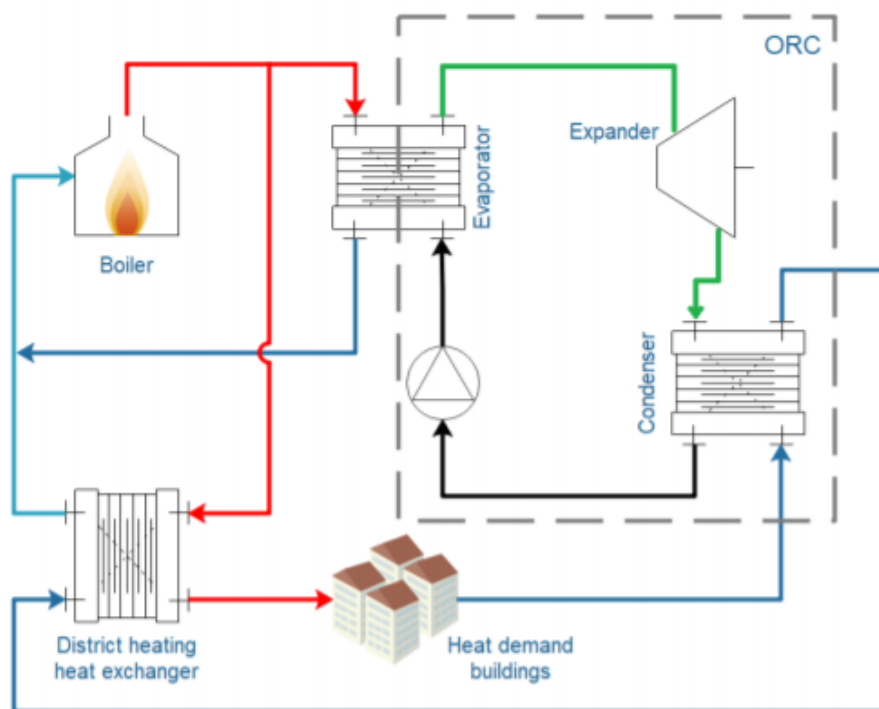 ORC
Expander
Evaporator
Boiler
Condenser
District heating
heat exchanger
Heat demand
buildings